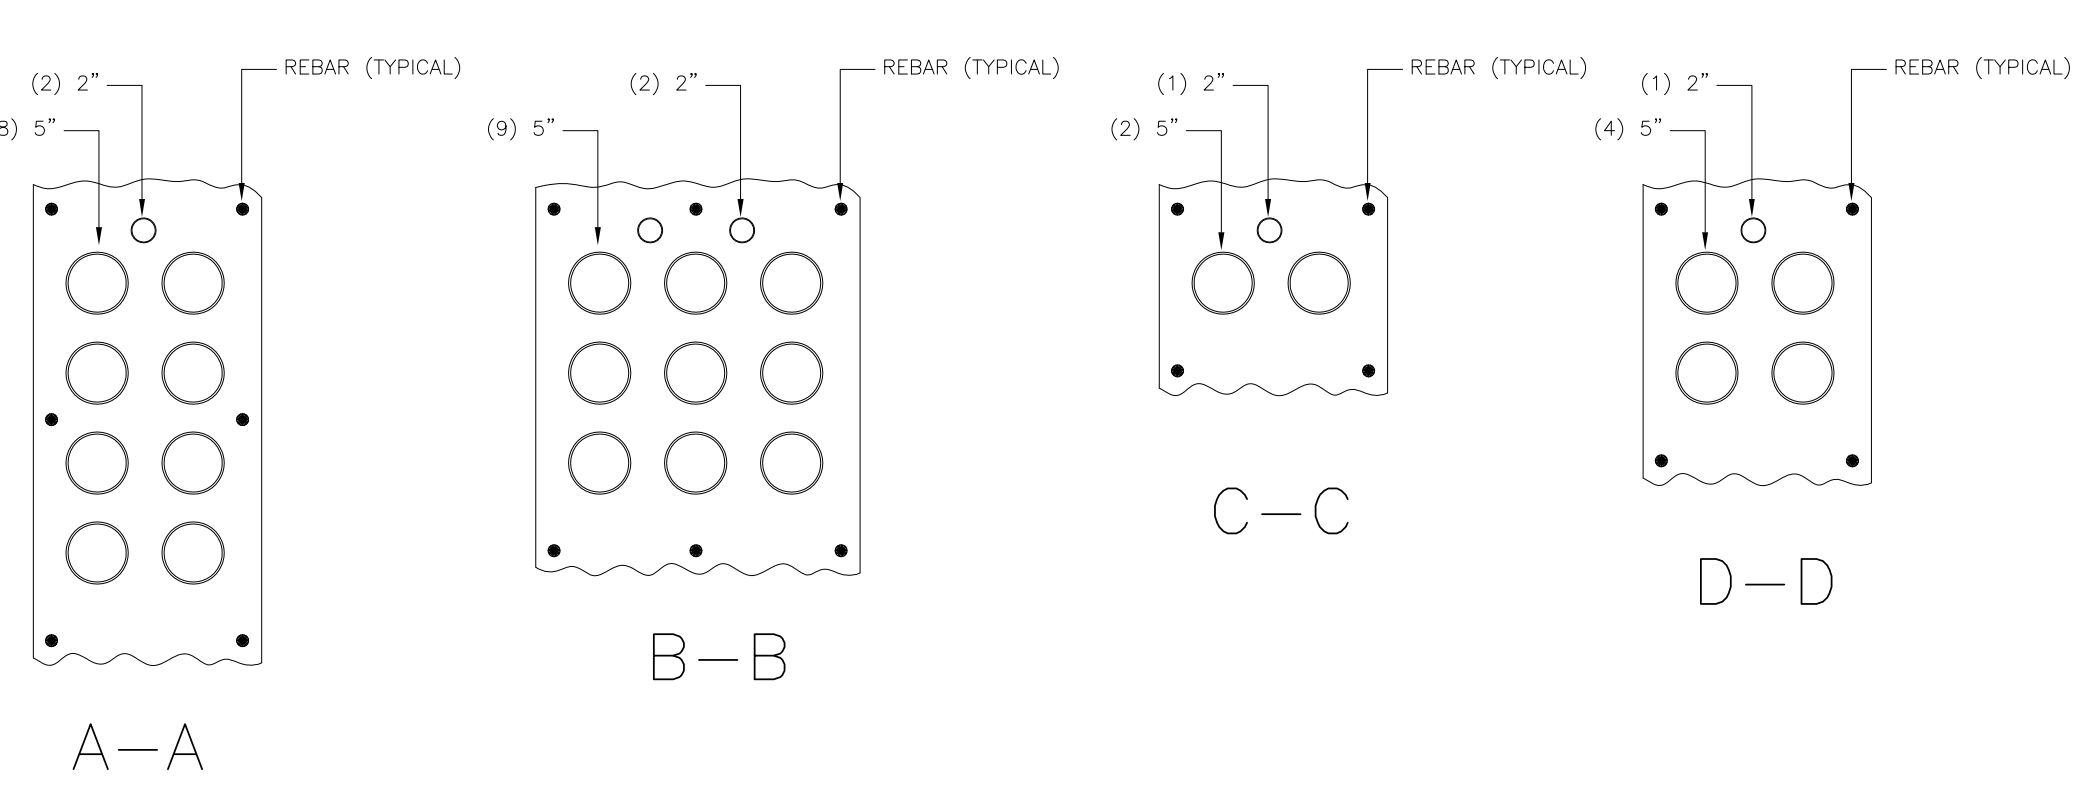 REBAR (TYPICAL)
(2) 2”
8) 5”
A–A
REBAR (TYPICAL)
(2) 2”
(9) 5”
B–B
REBAR (TYPICAL)
(1) 2”
(2) 5”
C–C
REBAR (TYPICAL)
(1) 2”
(4) 5”
D–D